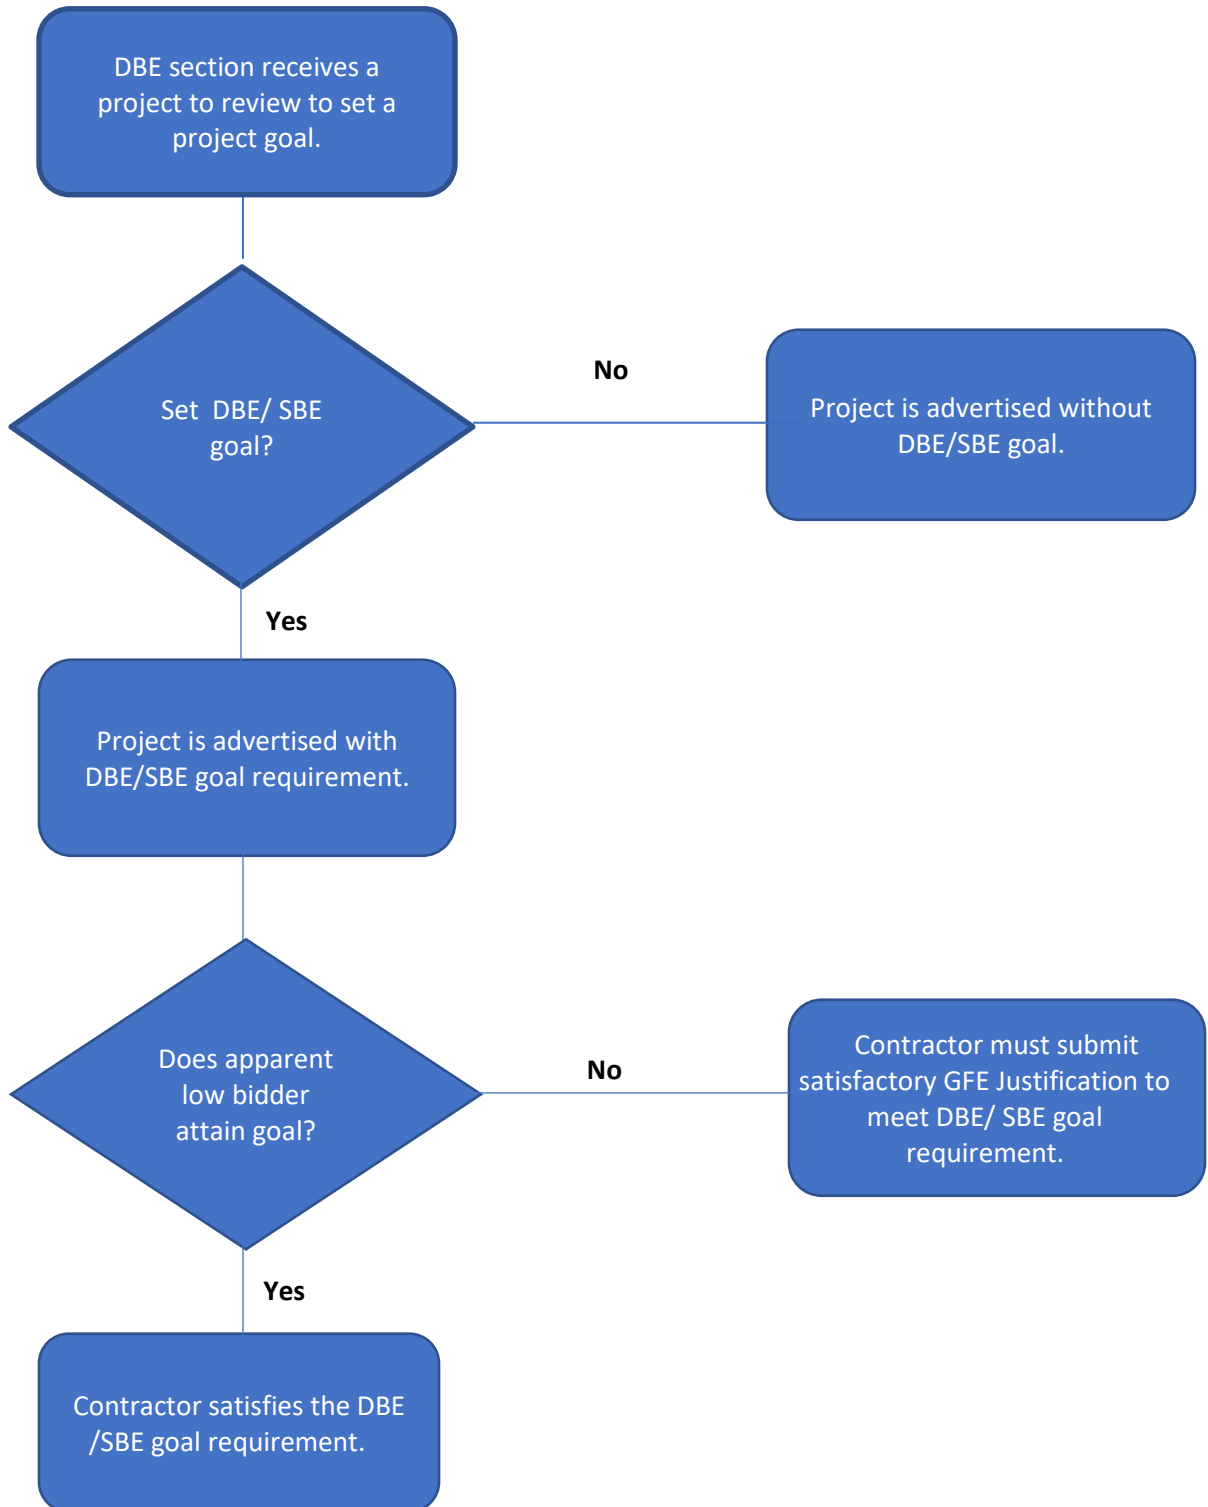 DBE section receives a
project to review to set a
project goal.
Set DBE/ SBE
goal?
No
Project is advertised without
DBE/SBE goal.
Yes
Project is advertised with
DBE/SBE goal requirement.
Does apparent
low bidder
attain goal?
No
Contractor must submit
satisfactory GFE Justification to
meet DBE/ SBE goal
requirement.
Yes
Contractor satisfies the DBE
/SBE goal requirement.